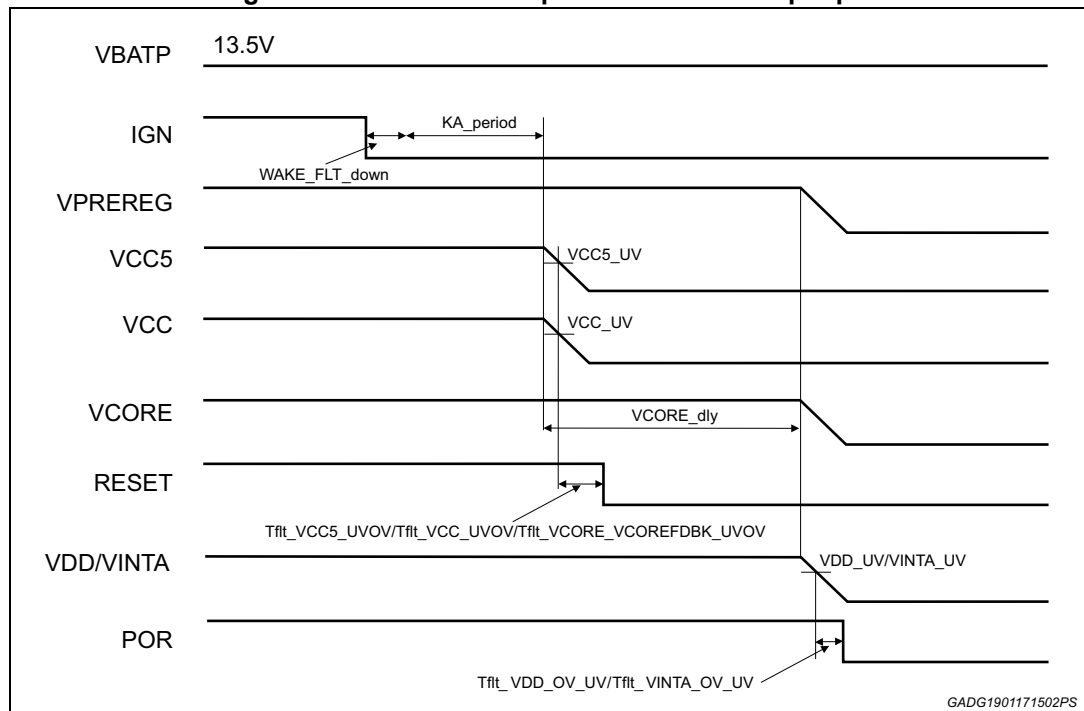 VBATP
13.5V
IGN
KA_period
WAKE_FLT_down
VPREREG
VCC5
VCC5_UV
VCC
VCC_UV
VCORE
VCORE_dly
RESET
Tflt_VCC5_UVOV/Tflt_VCC_UVOV/Tflt_VCORE_VCOREFDBK_UVOV
VDD/VINTA
VDD_UV/VINTA_UV
POR
Tflt_ VDD_OV_UV/Tflt_ VINTA_OV_UV
GADG1901171502PS